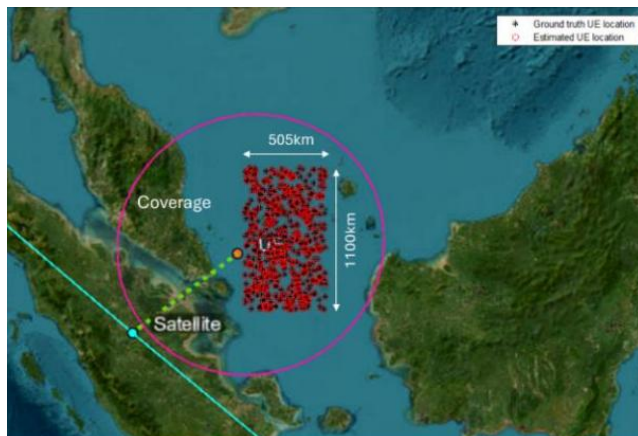 Ground truth UE location
Estimated UE location
505km
Coverage
1100km
Satellite